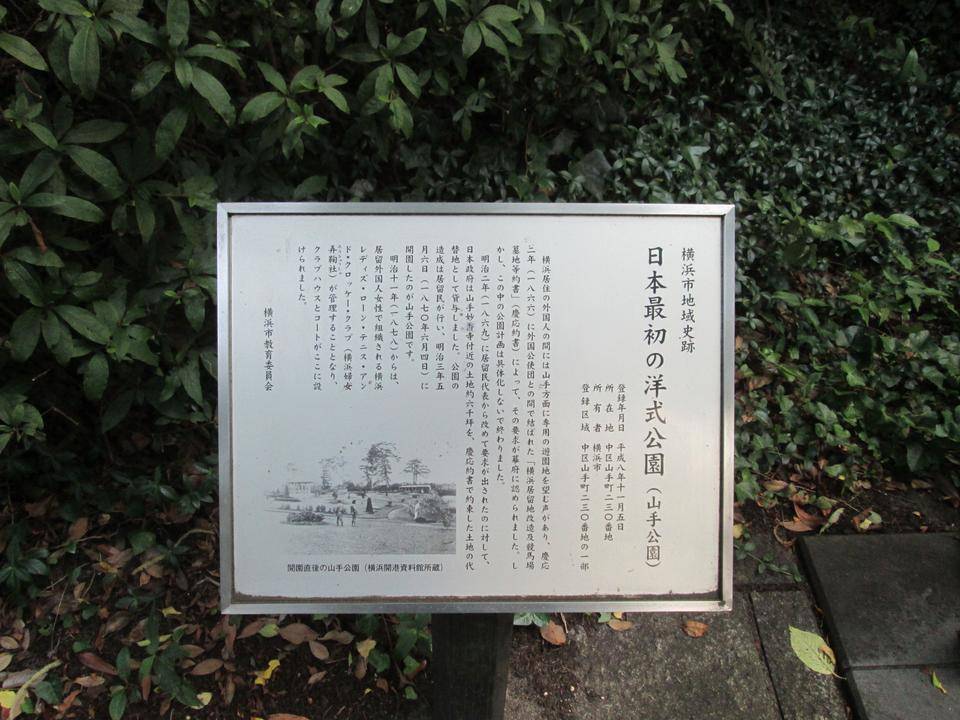 横浜市地域史跡
日本最初の洋式公園（山手公園）
登録年月日　平成八年十一月五日
所在地　中区山手町二三〇番地
所有者　横浜市
登録区域　中区山手町二三〇番地の一部
横浜居住の外国人の間には山手方面に専用の遊園地を望む声があり、慶応
二年（一八六六）に外国公使団との間で結ばれた「横浜居留地改造及競馬場
墓地等約書」（慶応約書）によって、その要求が幕府に認められました。し
かし、この中の公園計画は具体化しないで終わりました。
明治二年（一八六九）に居留民代表から改めて要求が出されたのに対して、
日本政府は山手妙香寺付近の土地約六千坪を、慶応約書で約束した土地の代
替地として貸与しました。公園の
造成は居留民が行い、明治三年五
月六日（一八七〇年六月四日）に
開園したのが山手公園です。
明治十一年（一八七八）からは、
居留外国人女性で組織される横浜
レディズ・ローン・テニス・アン
ド・クロッケー・クラブ（横浜婦女
弄鞠社）が管理することとなり、
クラブハウスとコートがここに設
けられました。
横浜市教育委員会
開園直後の山手公園（横浜開港資料館所蔵）